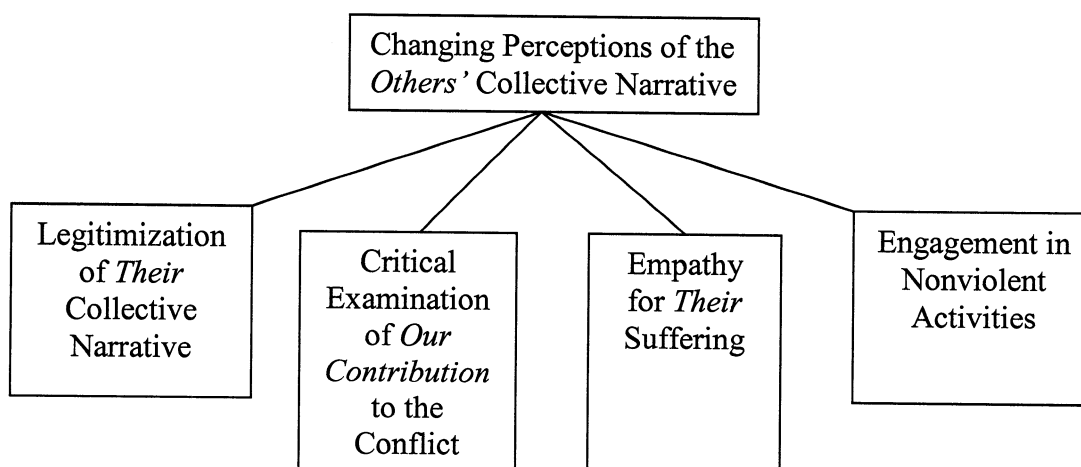 Changing Perceptions of the
Others' Collective Narrative
Legitimization
of Their
Collective
Narrative
Critical
Examination
of Our
Contribution
to the
Conflict
Empathy
for Their
Suffering
Engagement in
Nonviolent
Activities